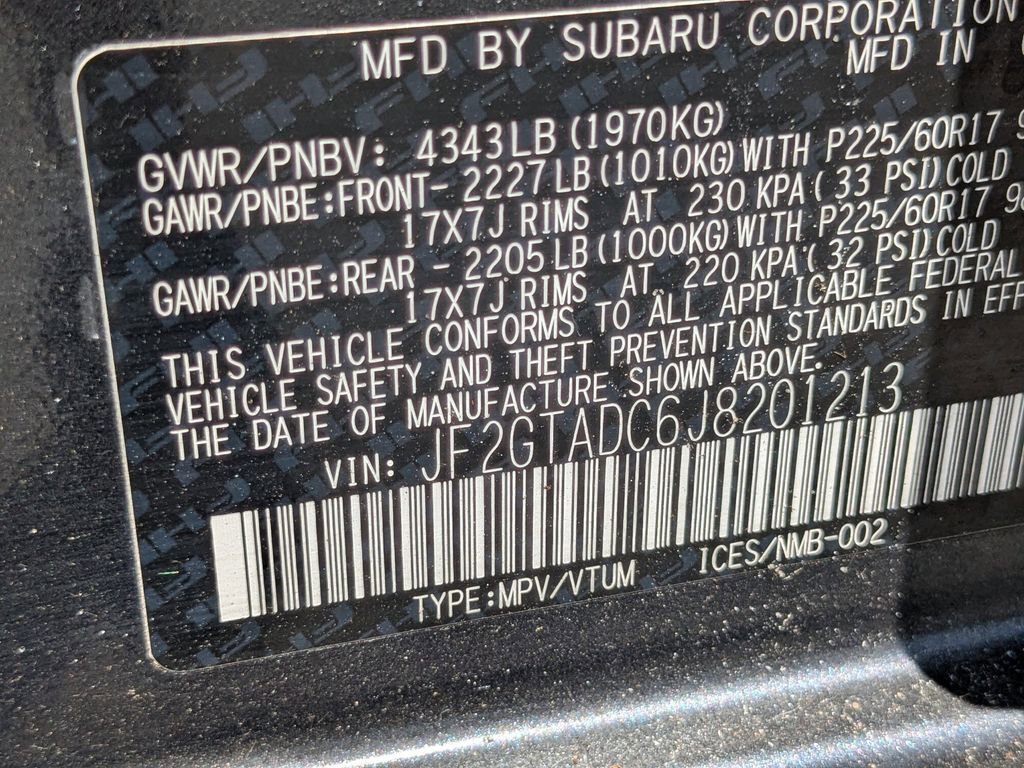 MFD BY SUBARU CORPORATION
MFD IN
GVWR/PNBV: 4343LB(1970KG)
GAWR/PNBE:FRONT- 2227LB(1010KG)WITH P225/60R17
17X7J RIMS AT 230 KPA( 33 PSI)COLD
GAWR/PNBE:REAR - 2205LB(1000KG)WITH P225/60R17
17X7J RIMS AT 220 KPA( 32 PSI)COLD
THIS VEHICLE CONFORMS TO ALL APPLICABLE FEDERAL
VEHICLE SAFETY AND THEFT PREVENTION STANDARDS IN EFF
THE DATE OF MANUFACTURE SHOWN ABOVE.
VIN: JF2GTADC6J8201213
TYPE:MPV/VTUM ICES/NMB-002